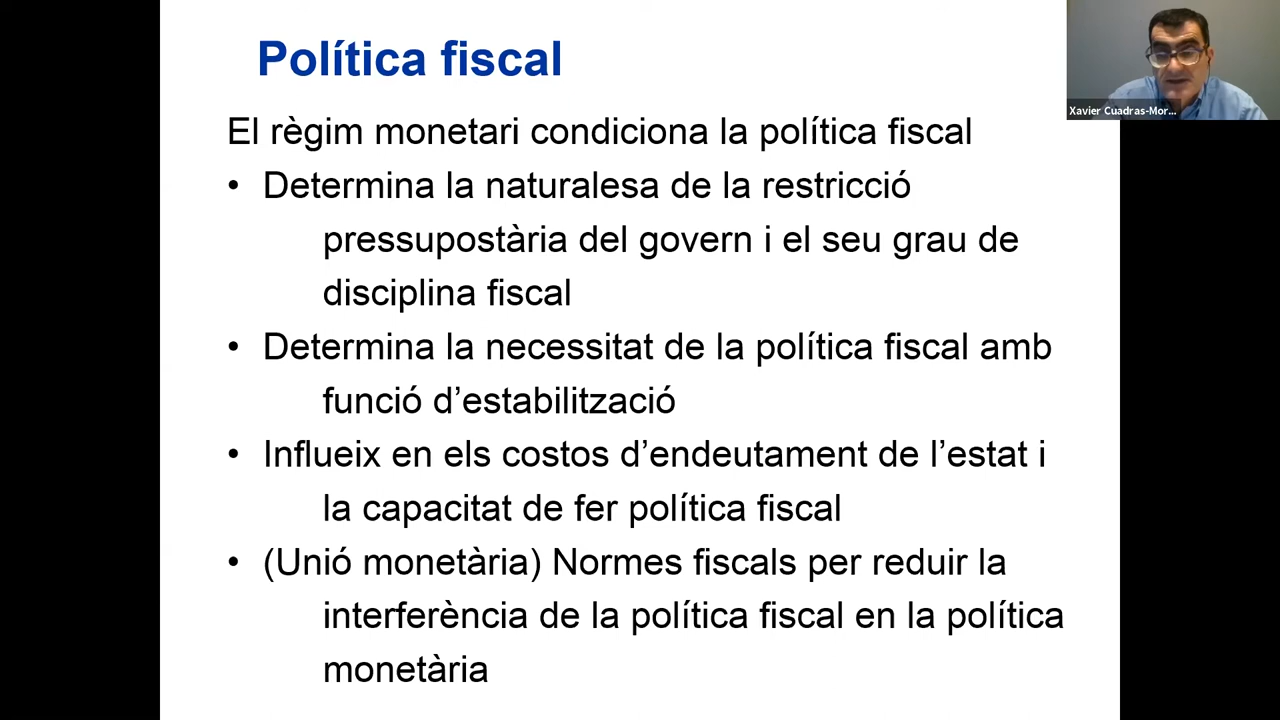 Política fiscal
El règim monetari condiciona la política fiscal
• Determina la naturalesa de la restricció
pressupostària del govern i el seu grau de
disciplina fiscal
• Determina la necessitat de la política fiscal amb
funció d’estabilització
• Influeix en els costos d’endeutament de l’estat i
la capacitat de fer política fiscal
• (Unió monetària) Normes fiscals per reduir la
interferència de la política fiscal en la política
monetària
Xavier Cuadras-Mor...